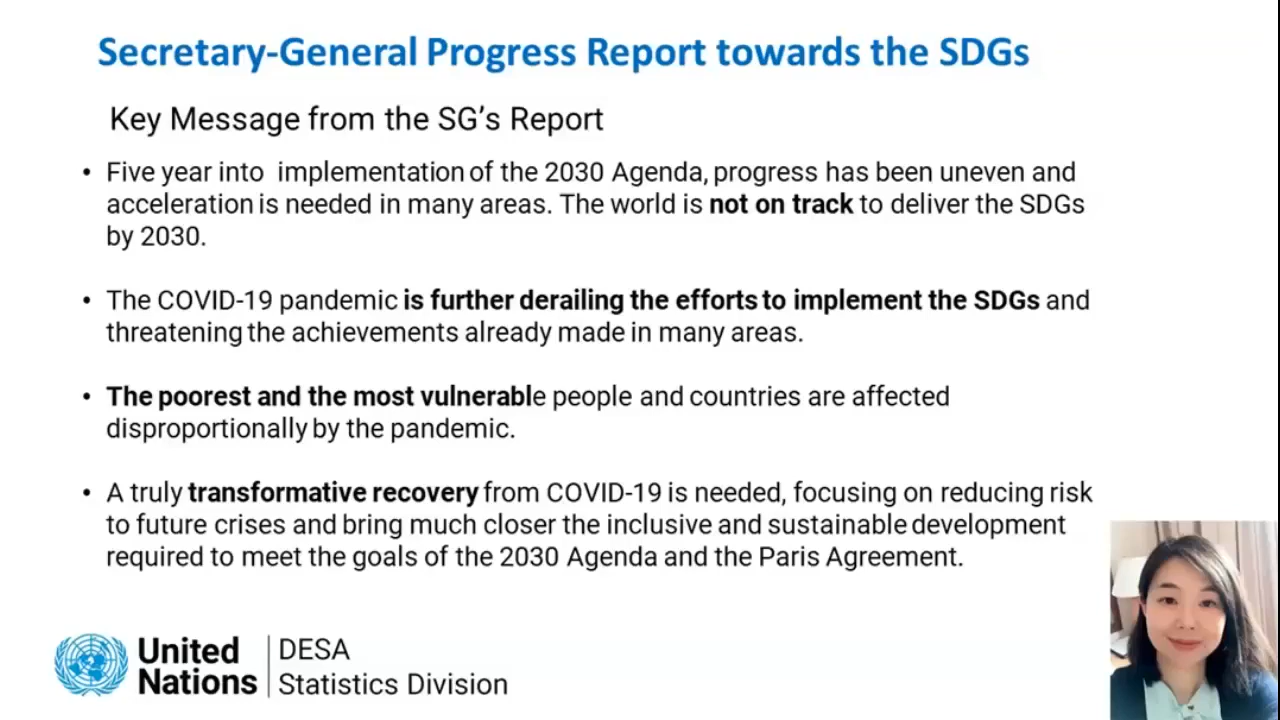 Secretary-General Progress Report towards the SDGs
Key Message from the SG's Report
• Five year into implementation of the 2030 Agenda, progress has been uneven and
acceleration is needed in many areas. The world is not on track to deliver the SDGs
by 2030.
• The COVID-19 pandemic is further derailing the efforts to implement the SDGs and
threatening the achievements already made in many areas.
• The poorest and the most vulnerable people and countries are affected
disproportionally by the pandemic.
• A truly transformative recovery from COVID-19 is needed, focusing on reducing risk
to future crises and bring much closer the inclusive and sustainable development
required to meet the goals of the 2030 Agenda and the Paris Agreement.
United
Nations
DESA
Statistics Division